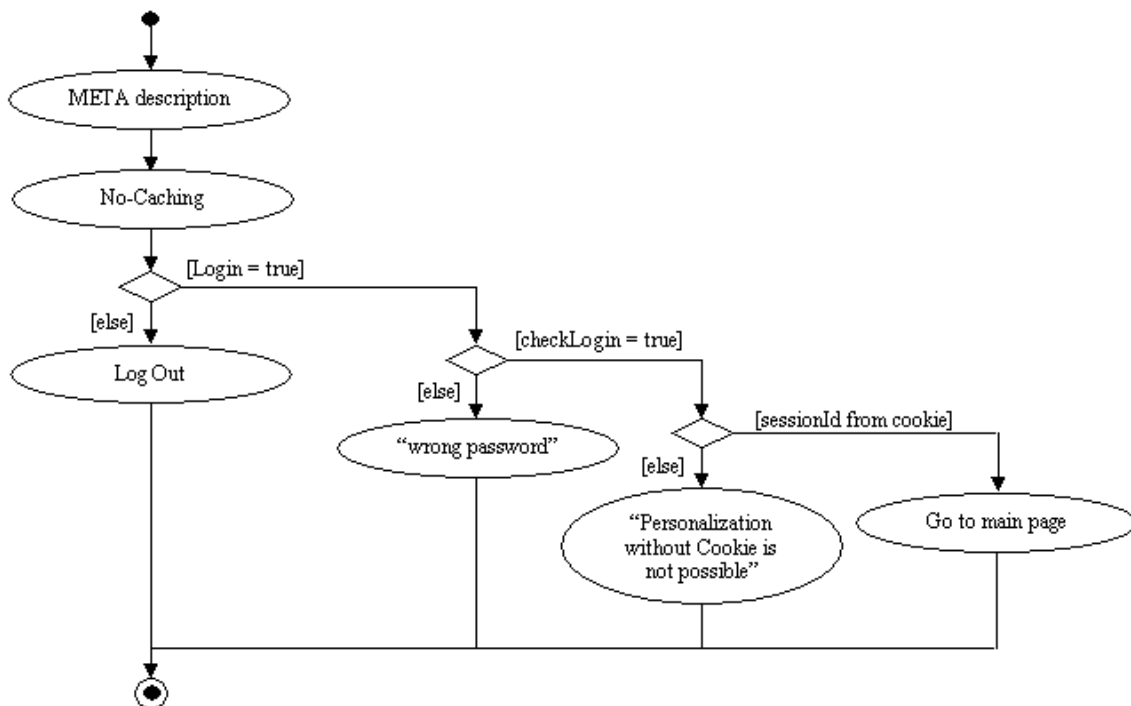 META description
No-Caching
[Login = true]
[else]
[checkLogin = true]
Log Out
[else]
[sessionId from cookie]
“wrong password”
[else]
“Personalization
without Cookie is
not possible”
Go to main page